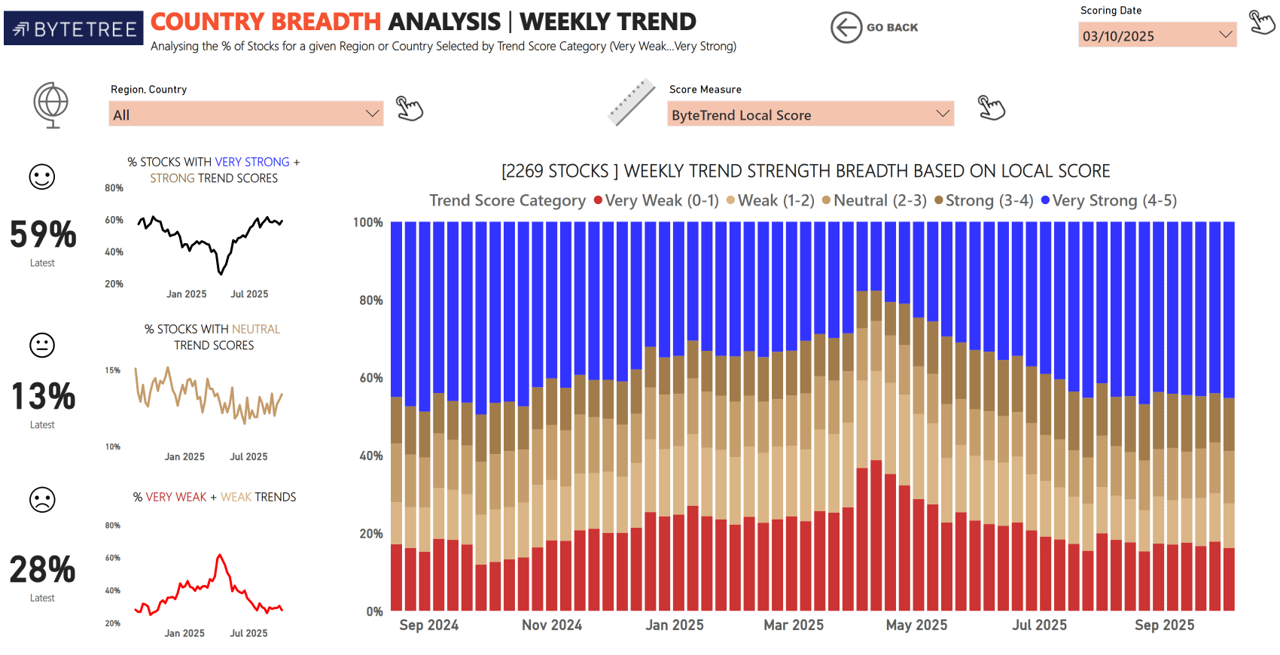 BYTETREE
COUNTRY BREADTH ANALYSIS | WEEKLY TREND
Analysing the % of Stocks for a given Region or Country Selected by Trend Score Category (Very Weak...Very Strong)
GO BACK
Scoring Date
03/10/2025
Region, Country
All
Score Measure
ByteTrend Local Score
% STOCKS WITH VERY STRONG +
STRONG TREND SCORES
80%
60%
40%
20%
Jan 2025 Jul 2025
59%
Latest
% STOCKS WITH NEUTRAL
TREND SCORES
15%
10%
Jan 2025 Jul 2025
13%
Latest
% VERY WEAK + WEAK TRENDS
80%
60%
40%
20%
Jan 2025 Jul 2025
28%
Latest
[2269 STOCKS ] WEEKLY TREND STRENGTH BREADTH BASED ON LOCAL SCORE
Trend Score Category Very Weak (0-1) Weak (1-2) Neutral (2-3) Strong (3-4) Very Strong (4-5)
100%
80%
60%
40%
20%
0%
Sep 2024 Nov 2024 Jan 2025 Mar 2025 May 2025 Jul 2025 Sep 2025